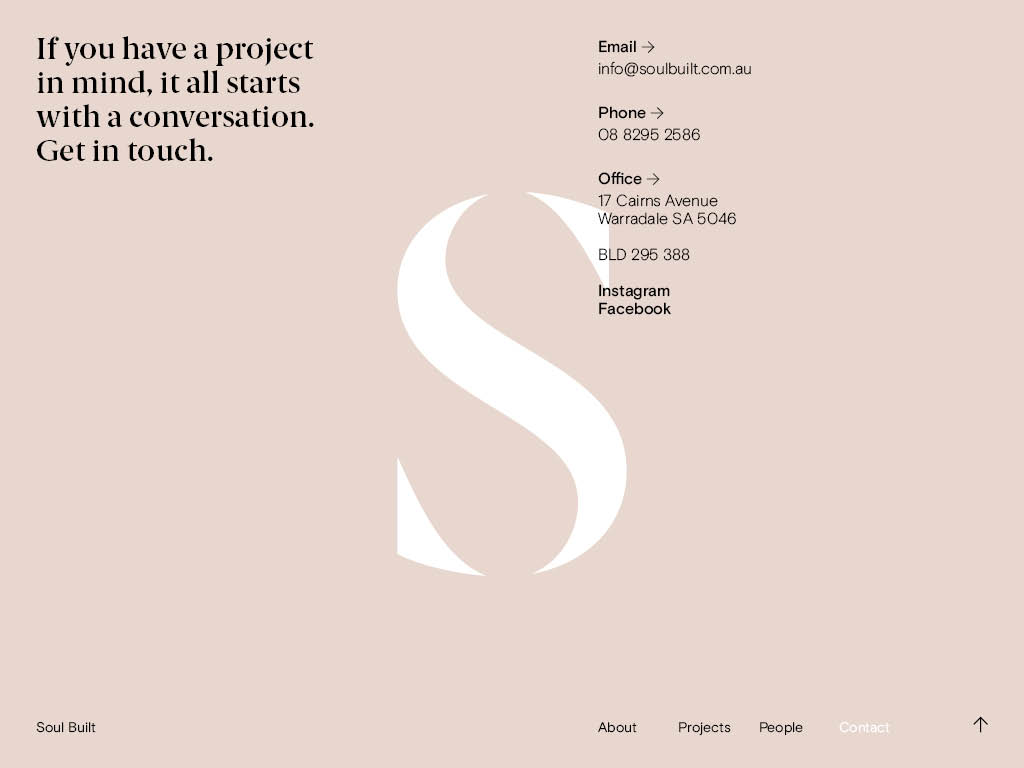 If you have a project
in mind, it all starts
with a conversation.
Get in touch.
Email →
info@soulbuilt.com.au
Phone →
08 8295 2586
Office →
17 Cairns Avenue
Warradale SA 5046
BLD 295 388
Instagram
Facebook
S
Soul Built
About
Projects
People
Contact
↑